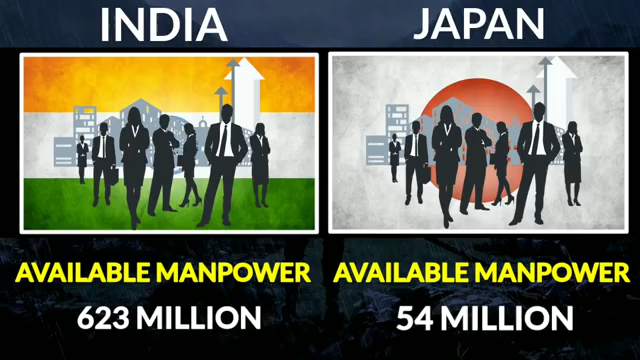 INDIA
JAPAN
AVAILABLE MANPOWER
AVAILABLE MANPOWER
623 MILLION
54 MILLION